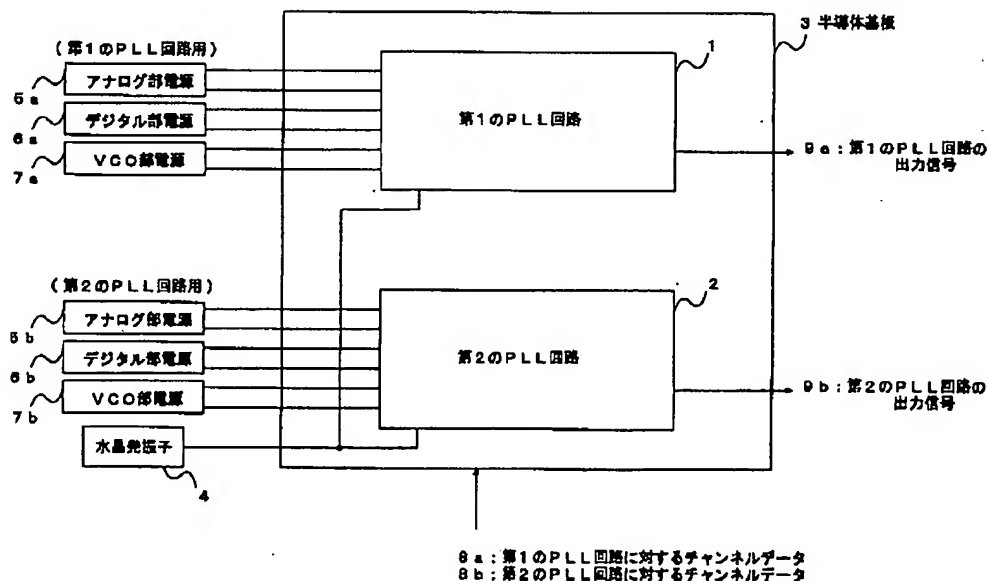 3 半導体基板
(第1のPLL回路用)
アナログ部電源
5a
デジタル部電源
6a
VCO部電源
7a
1
第1のPLL回路
9a:第1のPLL回路の
出力信号
(第2のPLL回路用)
アナログ部電源
5b
デジタル部電源
6b
VCO部電源
7b
2
第2のPLL回路
9b:第2のPLL回路の
出力信号
水晶発振子
4
8a:第1のPLL回路に対するチャンネルデータ
8b:第2のPLL回路に対するチャンネルデータ